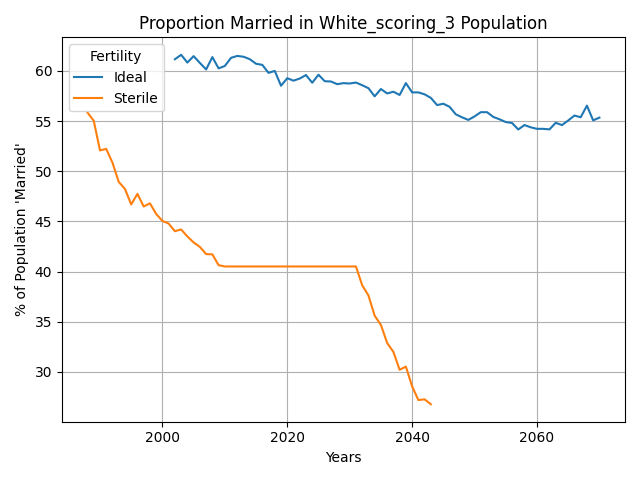 Proportion Married in White_scoring_3 Population
% of Population 'Married'
60
55
50
45
40
35
30
Fertility
Ideal
Sterile
2000 2020 2040 2060
Years